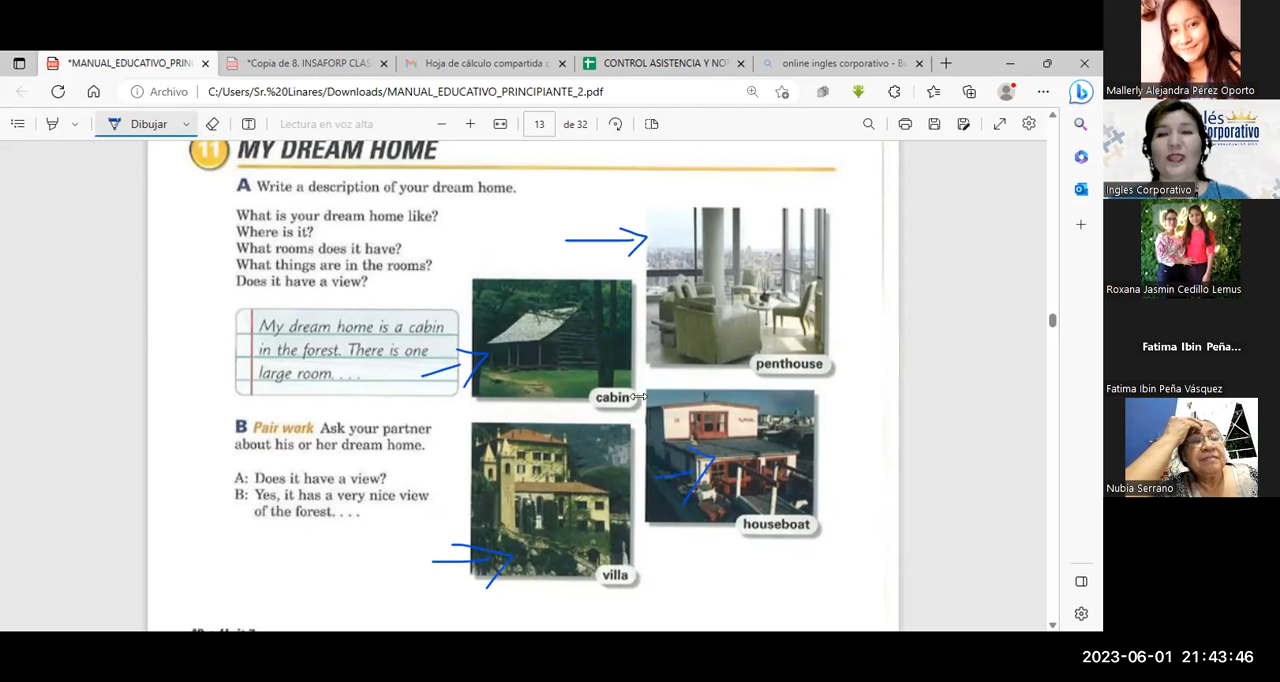 *MANUAL_EDUCATIVO_PRIN
*Copia de 8. INSAFORP CLAS
Hoja de cálculo compartida
CONTROL ASISTENCIA Y NO
online ingles corporativo - Bu
Archivo
C:/Users/Sr.%20Linares/Downloads/MANUAL_EDUCATIVO_PRINCIPIANTE_2.pdf
Dibujar
Lectura en voz alta
13
de 32
11 MY DREAM HOME
A Write a description of your dream home.
What is your dream home like?
Where is it?
What rooms does it have?
What things are in the rooms?
Does it have a view?
My dream home is a cabin
in the forest. There is one
large room. . . .
cabin
penthouse
B Pair work Ask your partner
about his or her dream home.
A: Does it have a view?
B: Yes, it has a very nice view
of the forest. . . .
villa
houseboat
Mallerly Alejandra Pérez Oporto
lés
Corporativo
Ingles Corporativo
Roxana Jasmin Cedillo Lemus
Fatima Ibin Peña...
Fatima Ibin Peña Vásquez
Nubia Serrano
2023-06-01 21:43:46